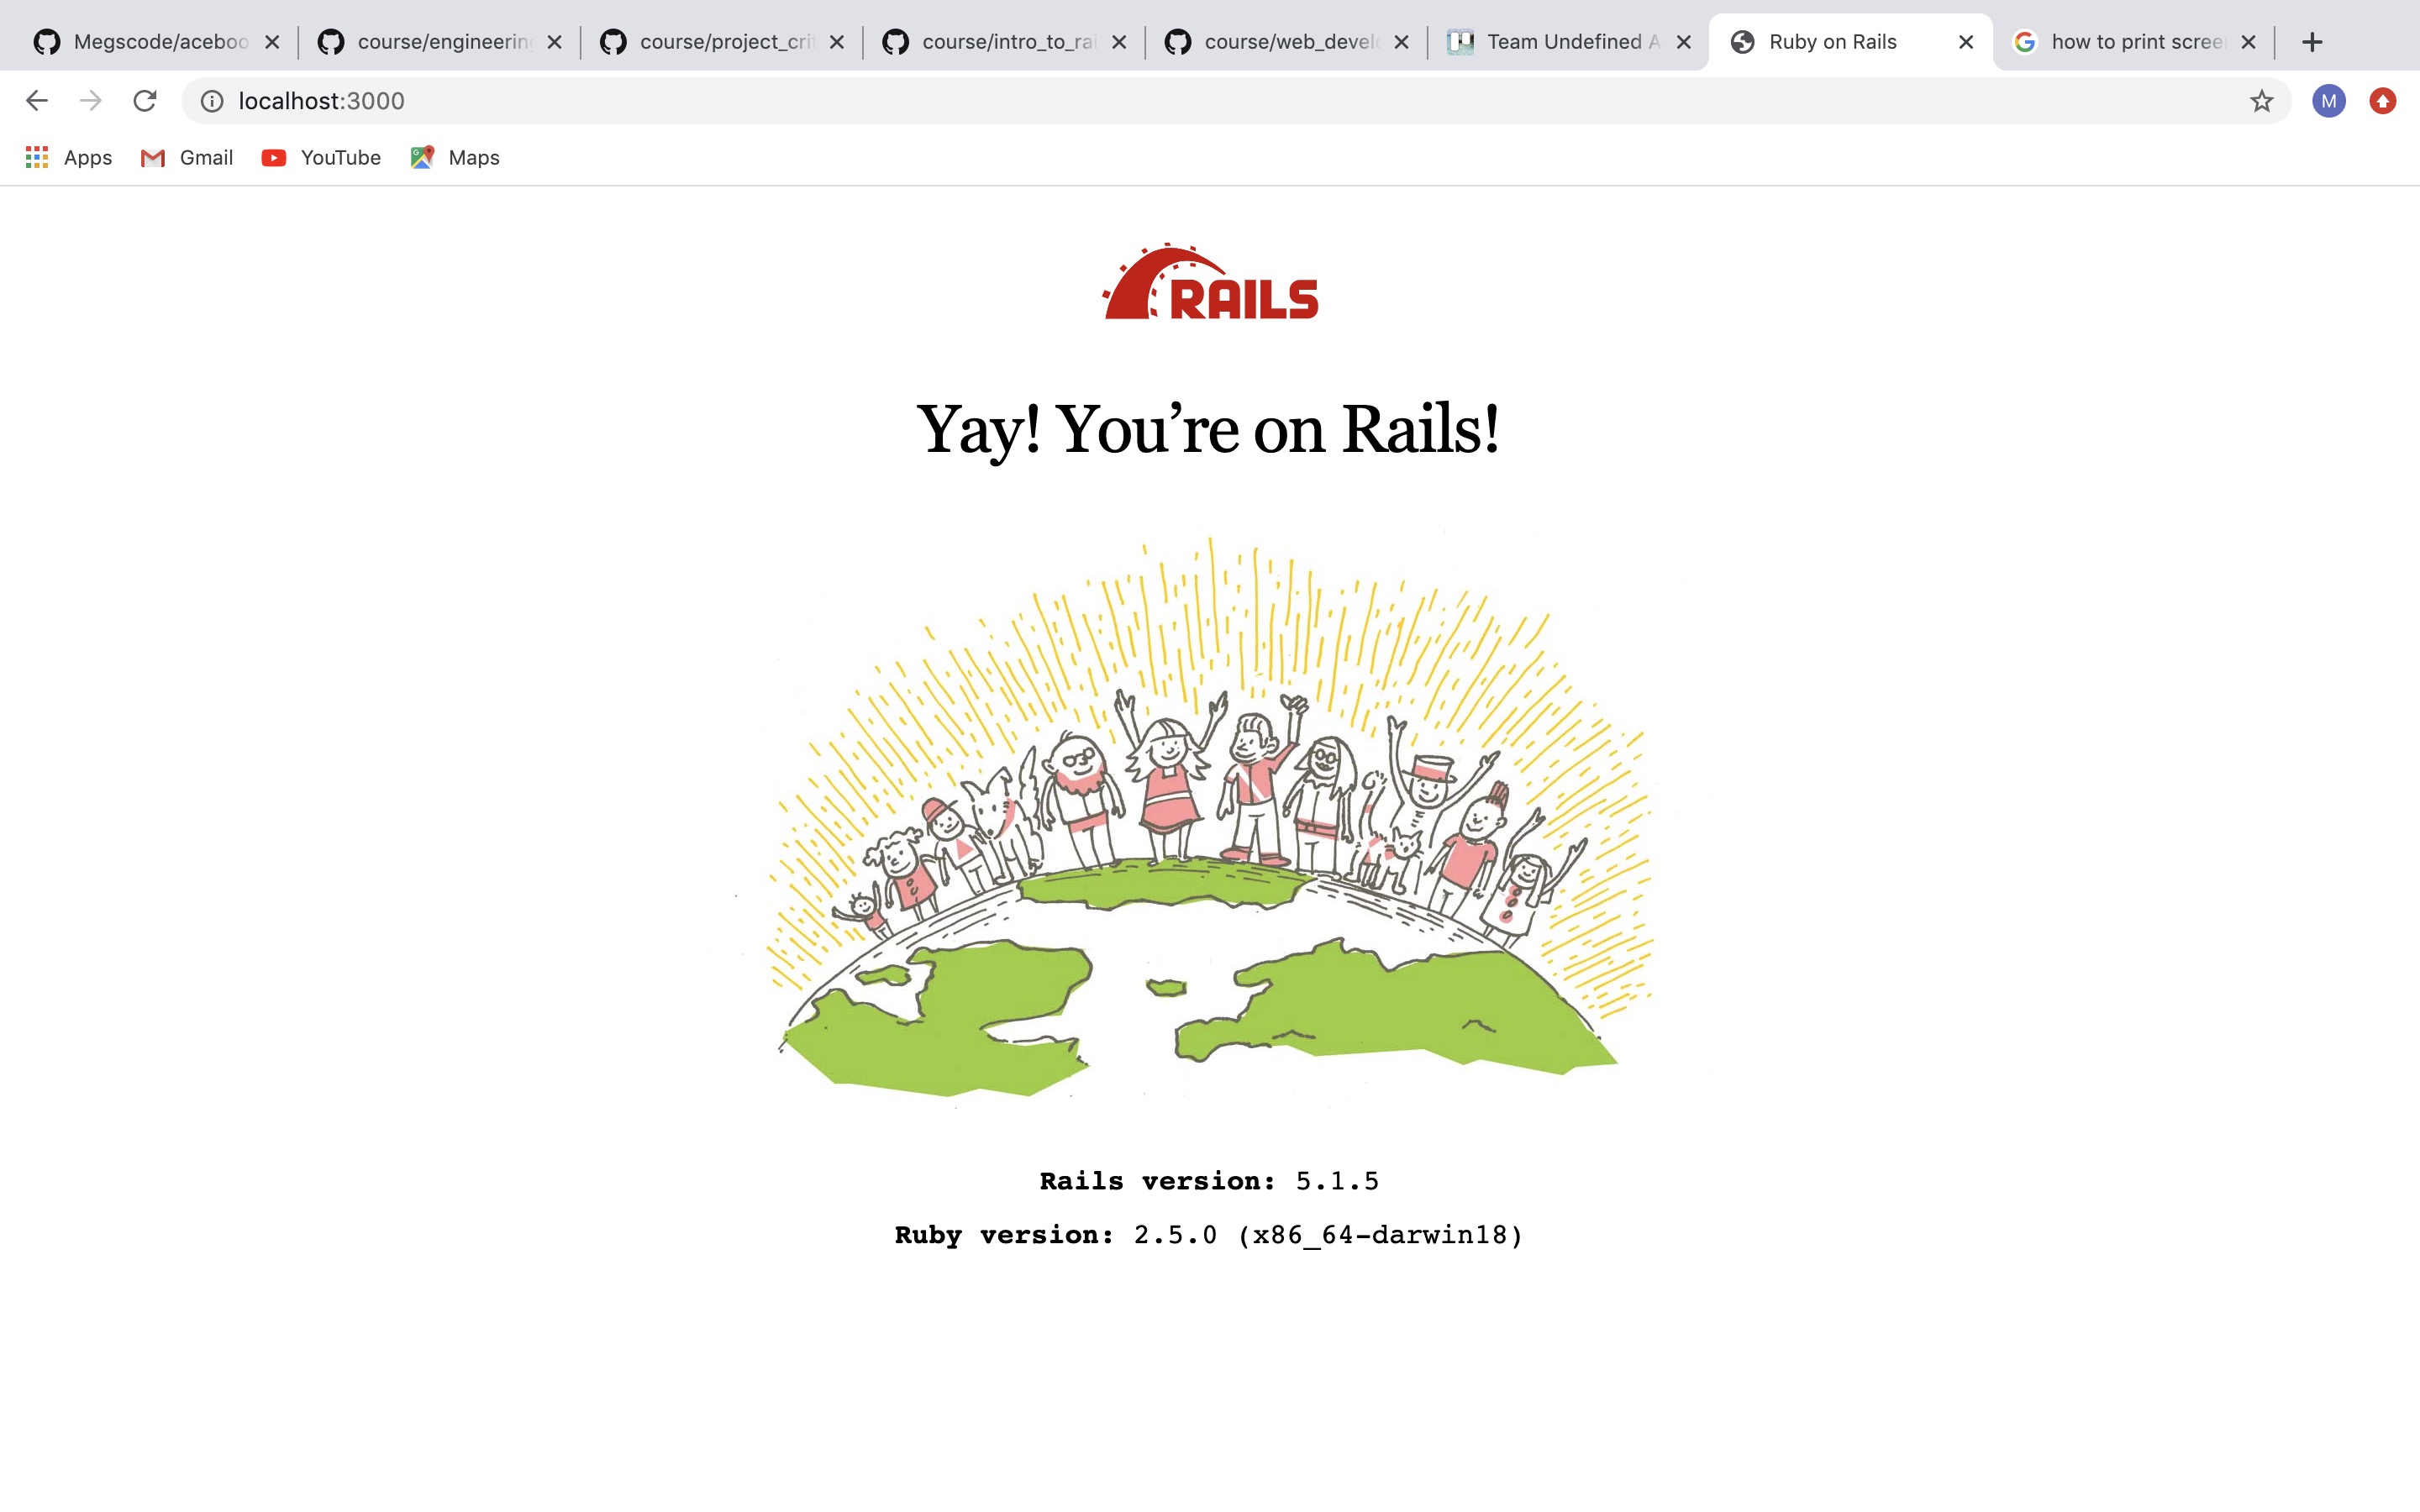 Megscode/aceboo
course/engineering
course/project_cri
course/intro_to_rai
course/web_devel
Team Undefined A
Ruby on Rails
how to print scree
localhost:3000
M
Apps
Gmail
YouTube
Maps
RAILS
Yay! You’re on Rails!
Rails version: 5.1.5
Ruby version: 2.5.0 (x86_64-darwin18)